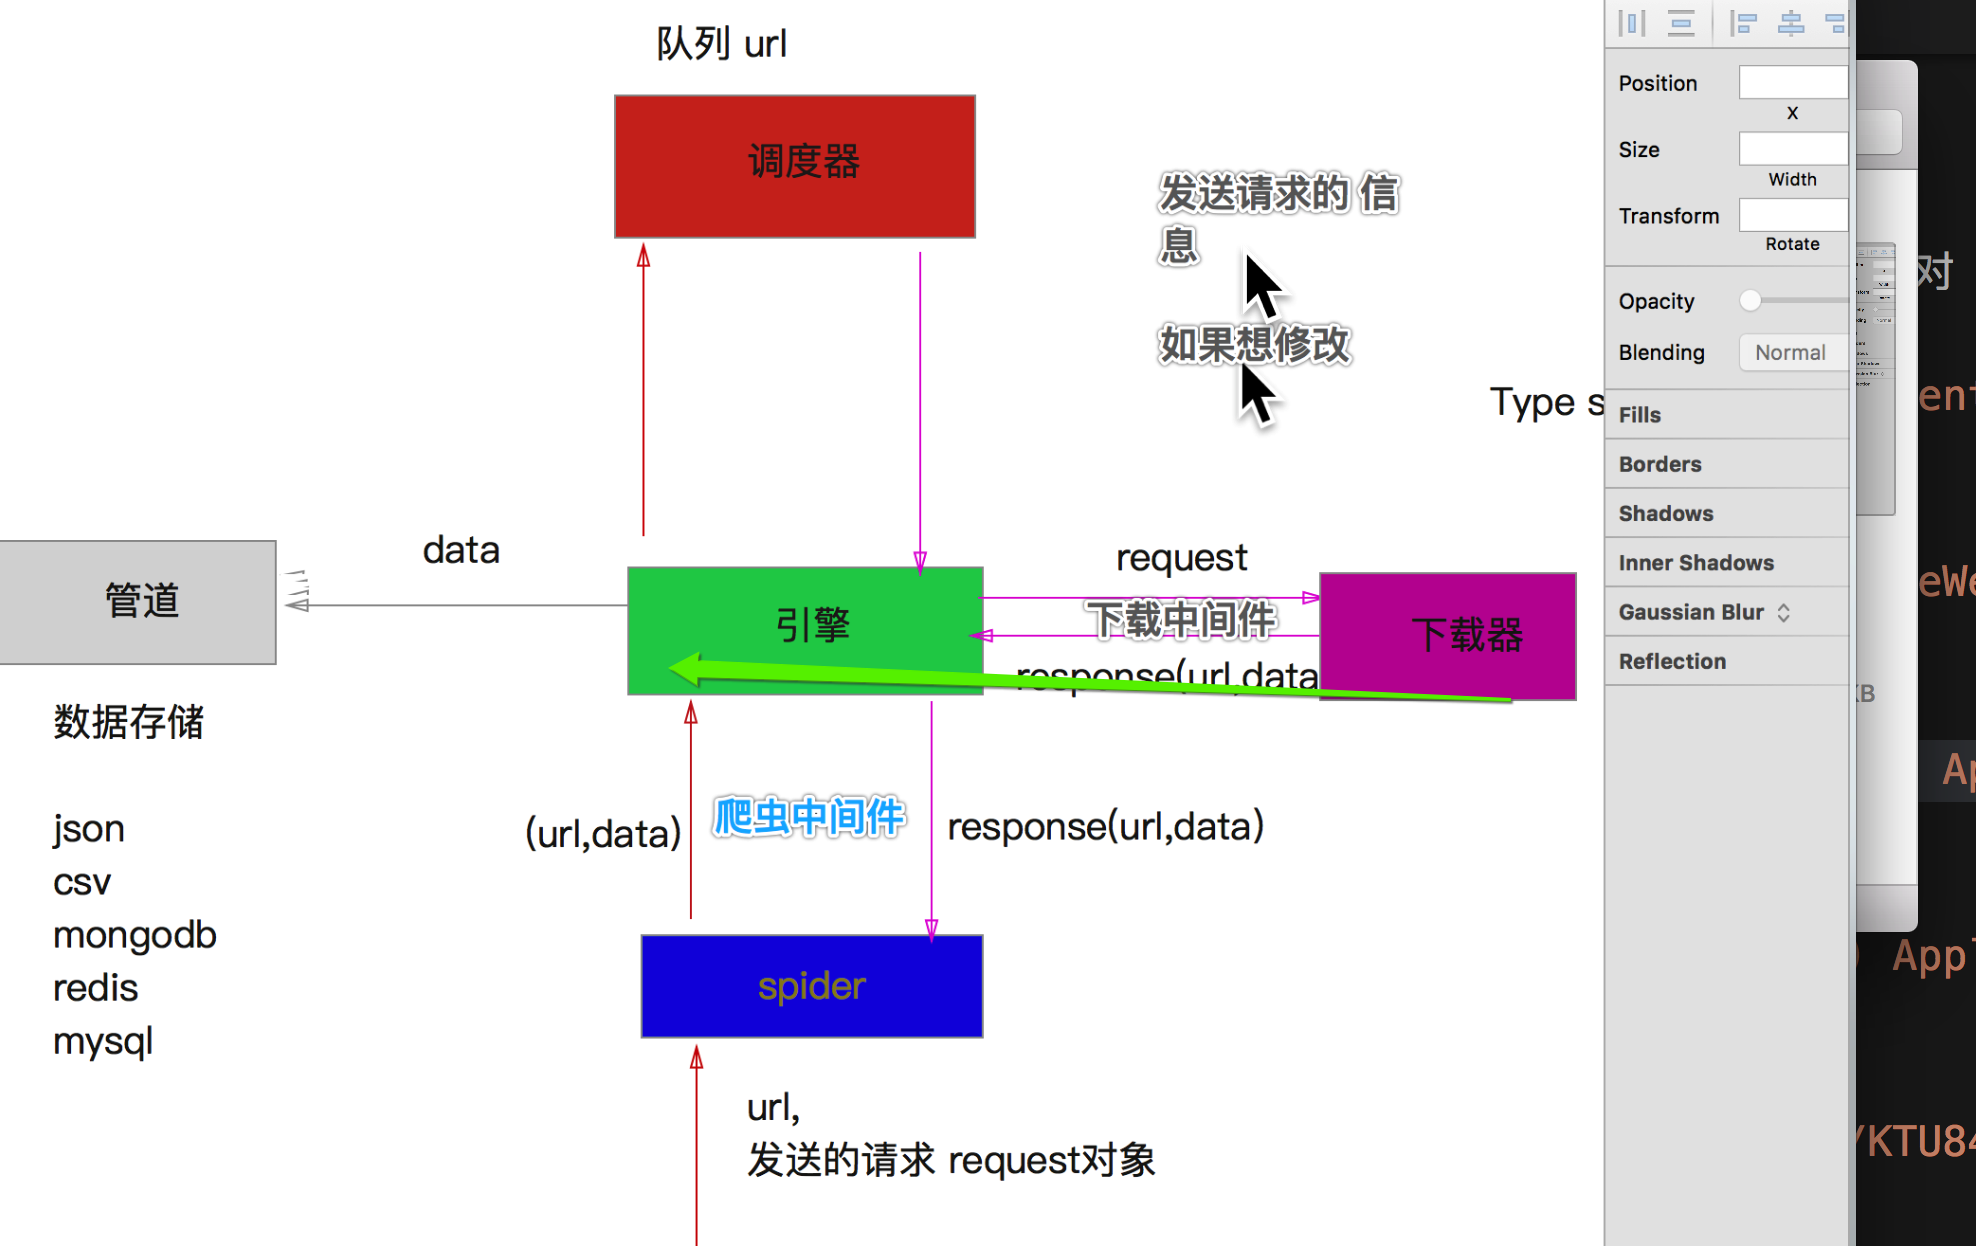 队列 url
调度器
发送请求的 信
息
如果想修改
Type s
data
管道
引擎
request
下载中间件
下载器
response(url,data
数据存储
json
csv
mongodb
redis
mysql
(url,data)
爬虫中间件
response(url,data)
spider
url,
发送的请求 request对象
Position
X
Size
Width
Transform
Rotate
Opacity
Blending
Normal
Fills
Borders
Shadows
Inner Shadows
Gaussian Blur
Reflection
对
ent
eWe
KB
Ap
App
/KTU84